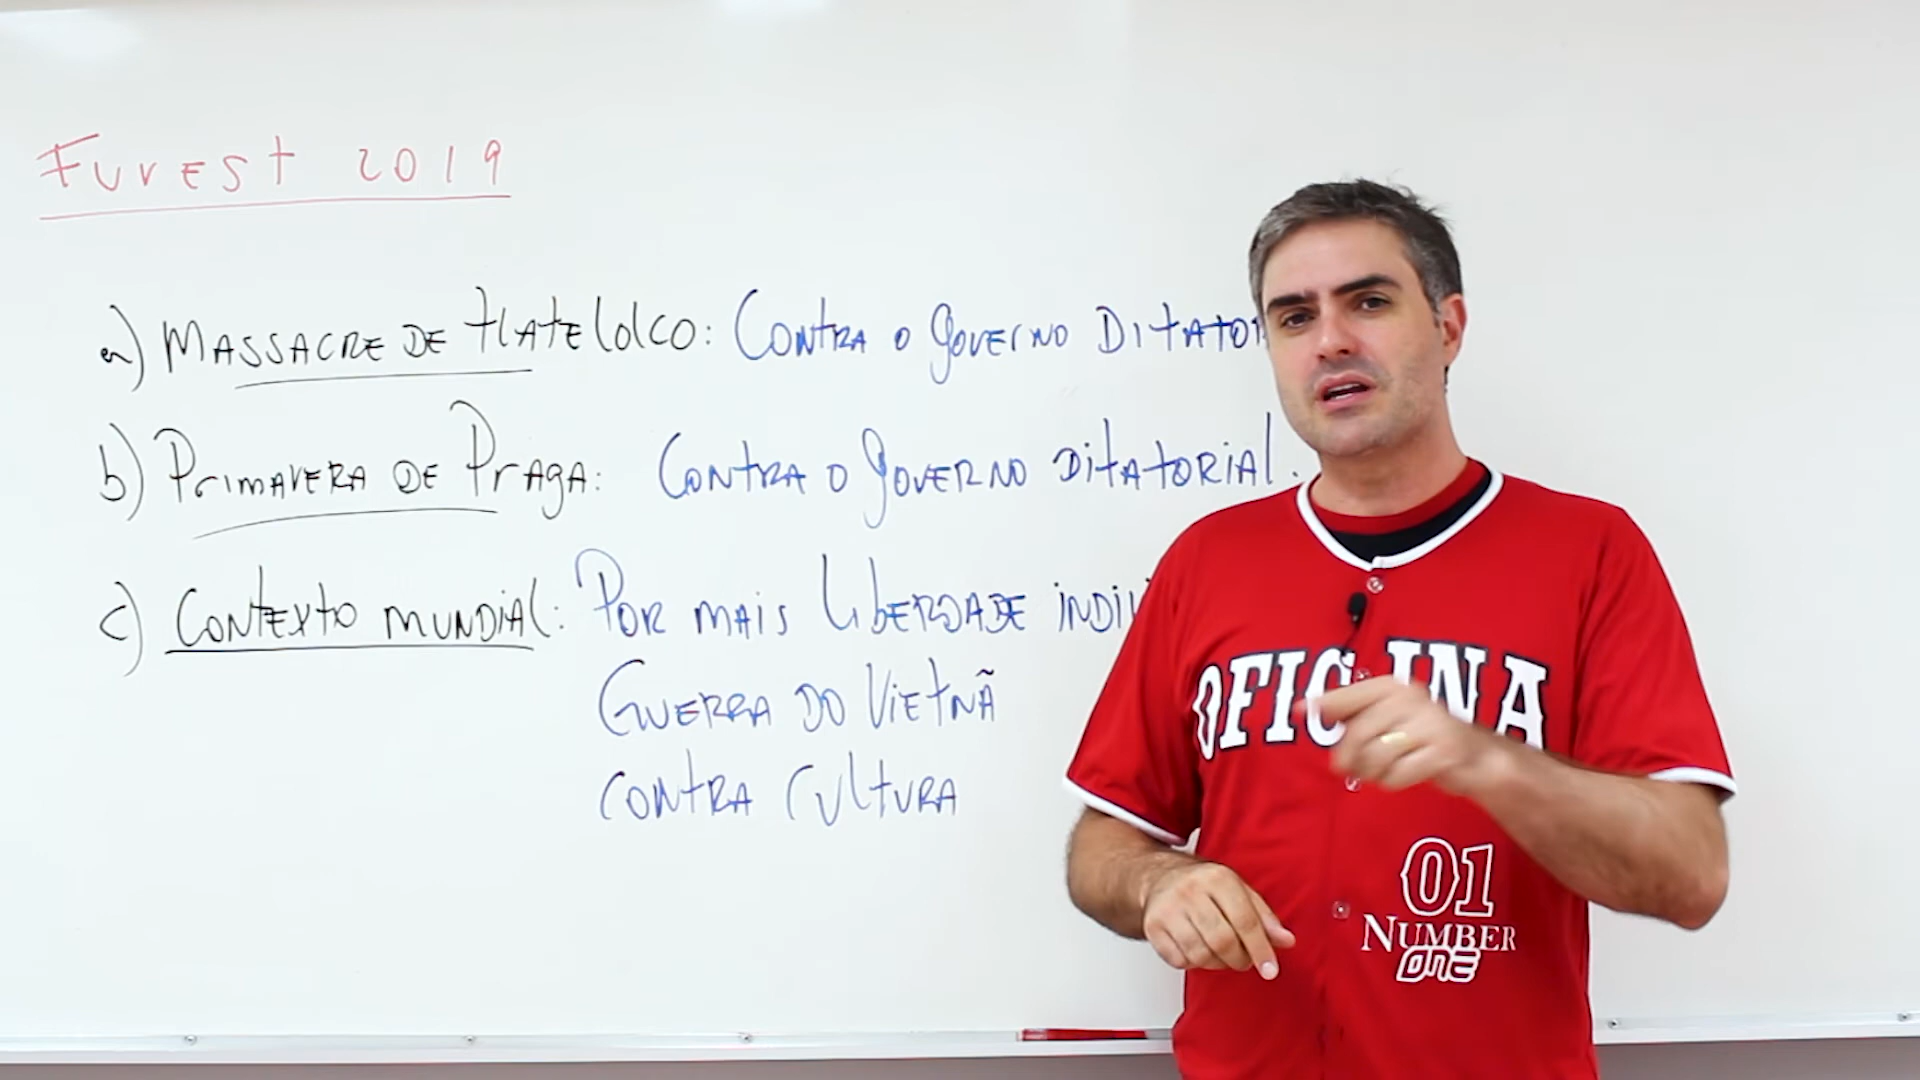 Fuvest 2019
a) Massacre de Tlatelolco: Contra o governo ditator
b) Primavera de Praga: Contra o governo ditatorial.
c) Contexto mundial: Por mais liberdade indivi
Guerra do Vietnã
Contra Cultura
OFICINA
01
NUMBER
ONE